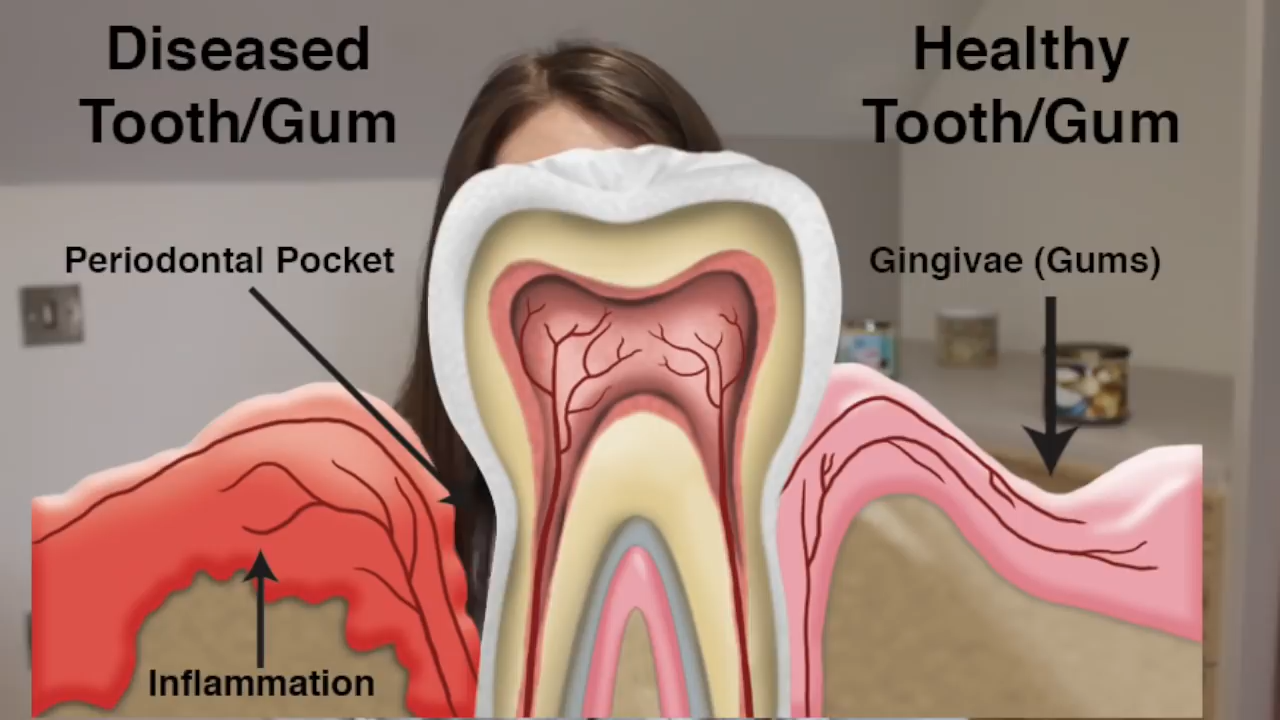 Diseased
Tooth/Gum
Healthy
Tooth/Gum
Periodontal Pocket
Gingivae (Gums)
Inflammation